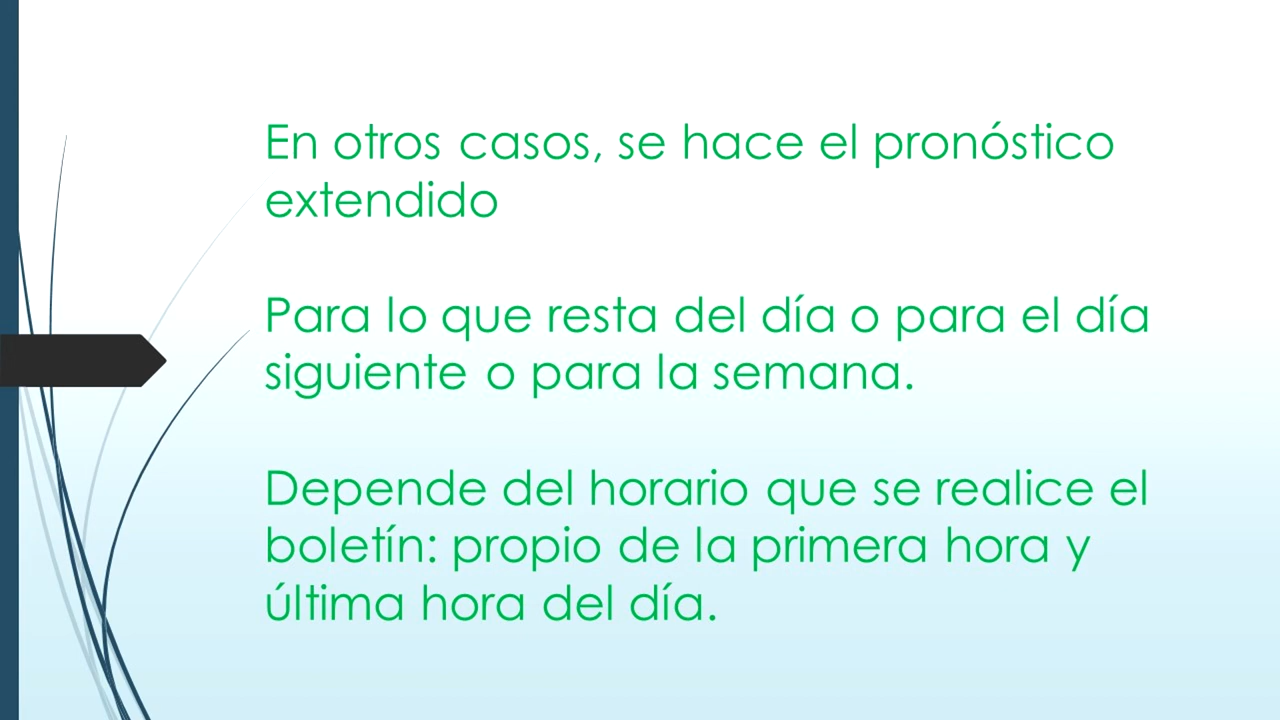 En otros casos, se hace el pronóstico
extendido
Para lo que resta del día o para el día
siguiente o para la semana.
Depende del horario que se realice el
boletín: propio de la primera hora y
última hora del día.